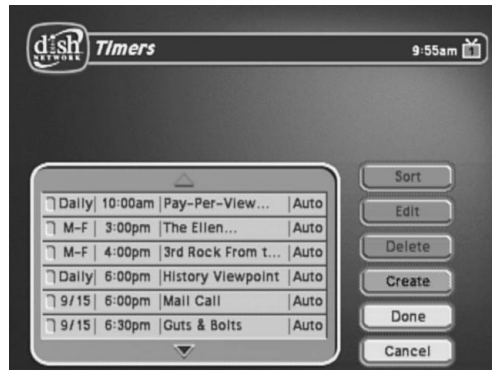 dish
NETWORK
Timers
9:55am 1
Daily 10:00am Pay-Per-View... Auto
M-F 3:00pm The Ellen... Auto
M-F 4:00pm 3rd Rock From t... Auto
Daily 6:00pm History Viewpoint Auto
9/15 6:00pm Mail Call Auto
9/15 6:30pm Guts & Bolts Auto
Sort
Edit
Delete
Create
Done
Cancel